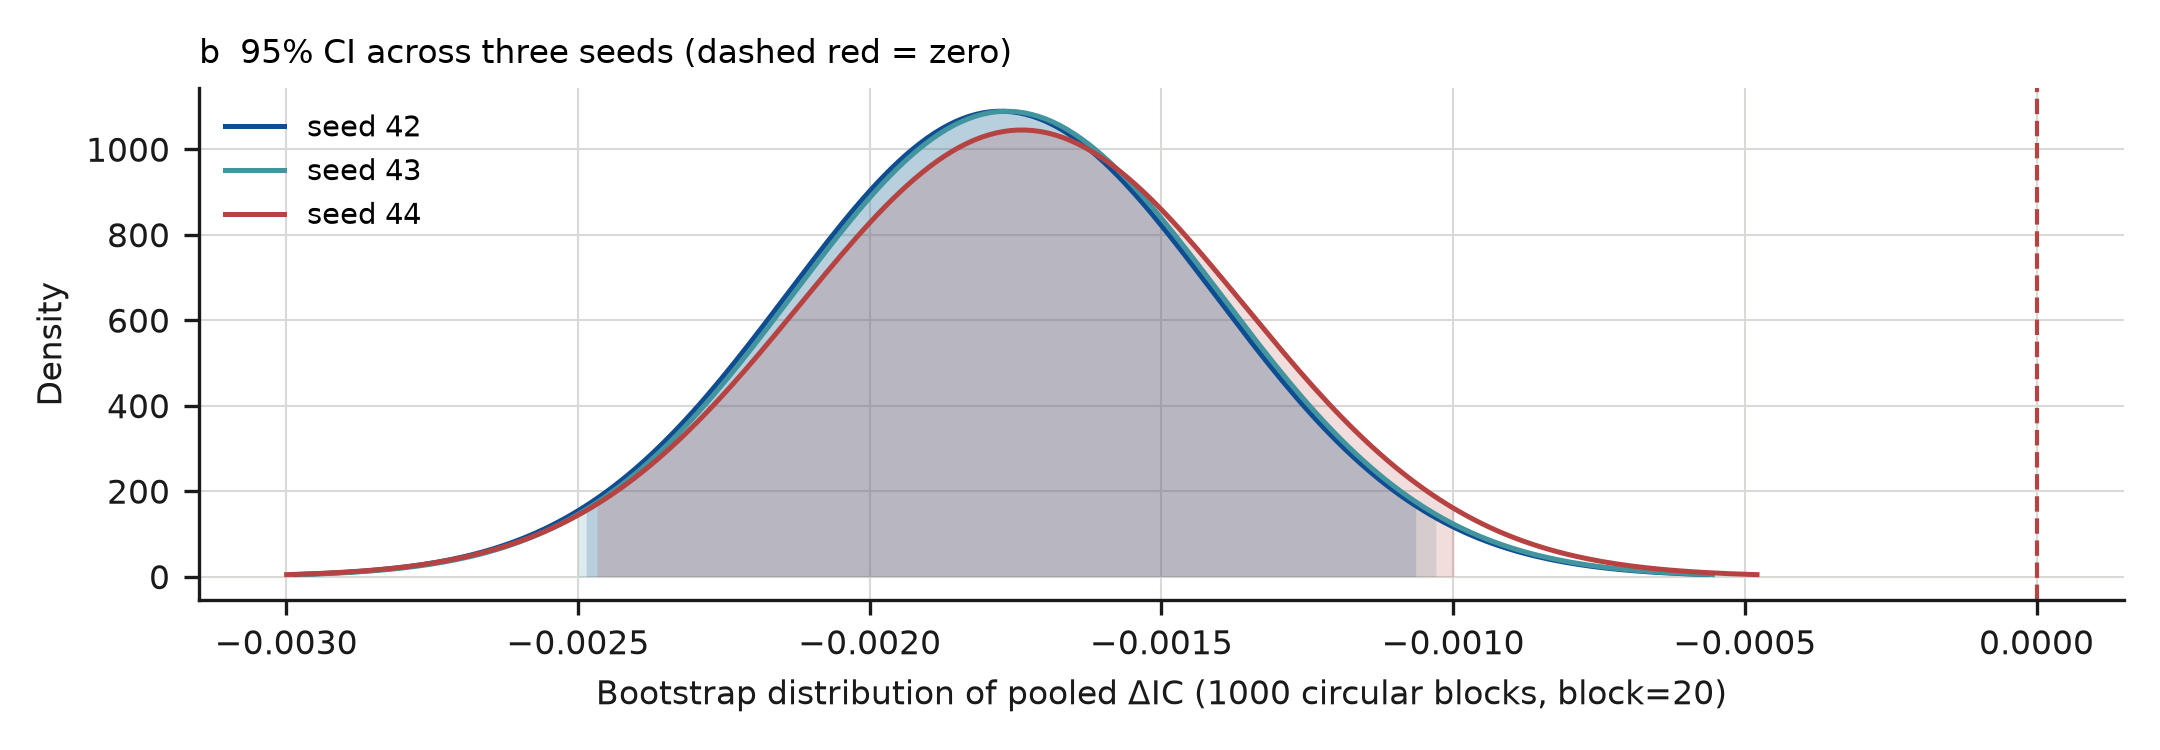 b  95% CI across three seeds (dashed red = zero)
seed 42
seed 43
seed 44
Density
1000
800
600
400
200
0
−0.0030 −0.0025 −0.0020 −0.0015 −0.0010 −0.0005 0.0000
Bootstrap distribution of pooled ΔIC (1000 circular blocks, block=20)